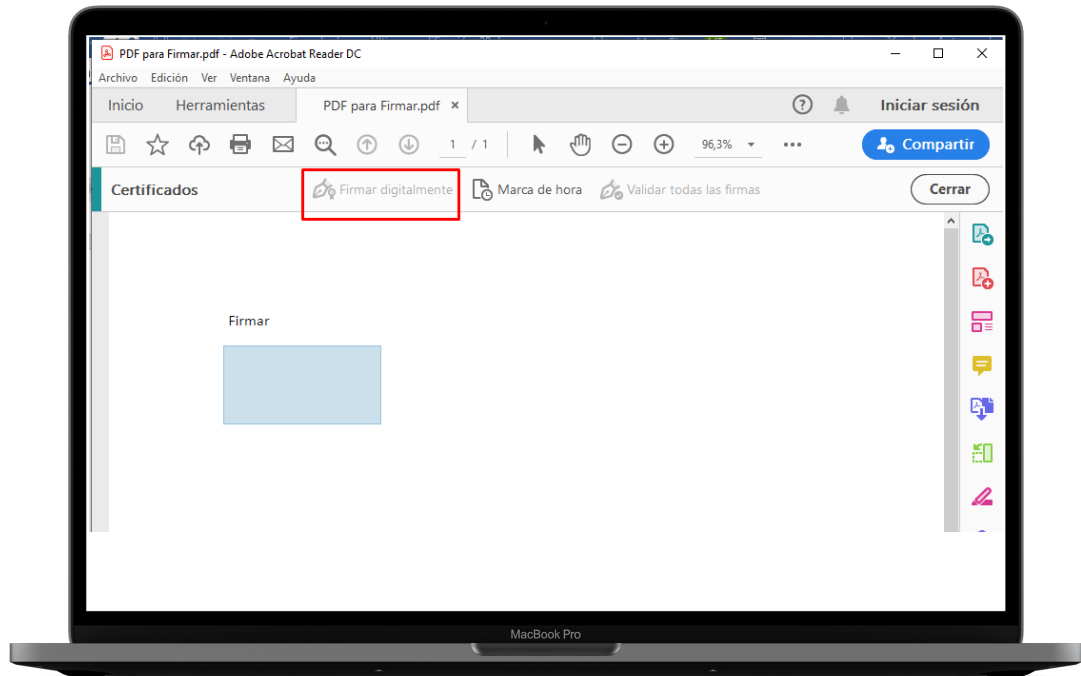 PDF para Firmar.pdf - Adobe Acrobat Reader DC
Archivo Edición Ver Ventana Ayuda
Inicio Herramientas PDF para Firmar.pdf × Iniciar sesión
1 / 1 96,3% Compartir
Certificados Firmar digitalmente Marca de hora Validar todas las firmas Cerrar
Firmar
MacBook Pro